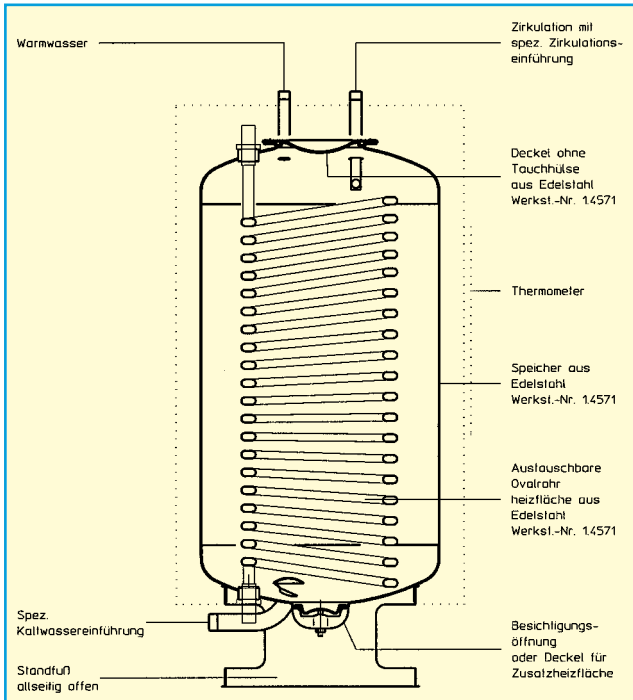 Warmwasser
Zirkulation mit
spez. Zirkulations-
einführung
Deckel ohne
Tauchhülse
aus Edelstahl
Werkst.-Nr. 1.4571
Thermometer
Speicher aus
Edelstahl
Werkst.-Nr. 1.4571
Austauschbare
Ovalrohr
heizfläche aus
Edelstahl
Werkst.-Nr. 1.4571
Spez.
Kaltwassereinführung
Besichtigungs-
öffnung
oder Deckel für
Zusatzheizfläche
Standfuß
allseitig offen